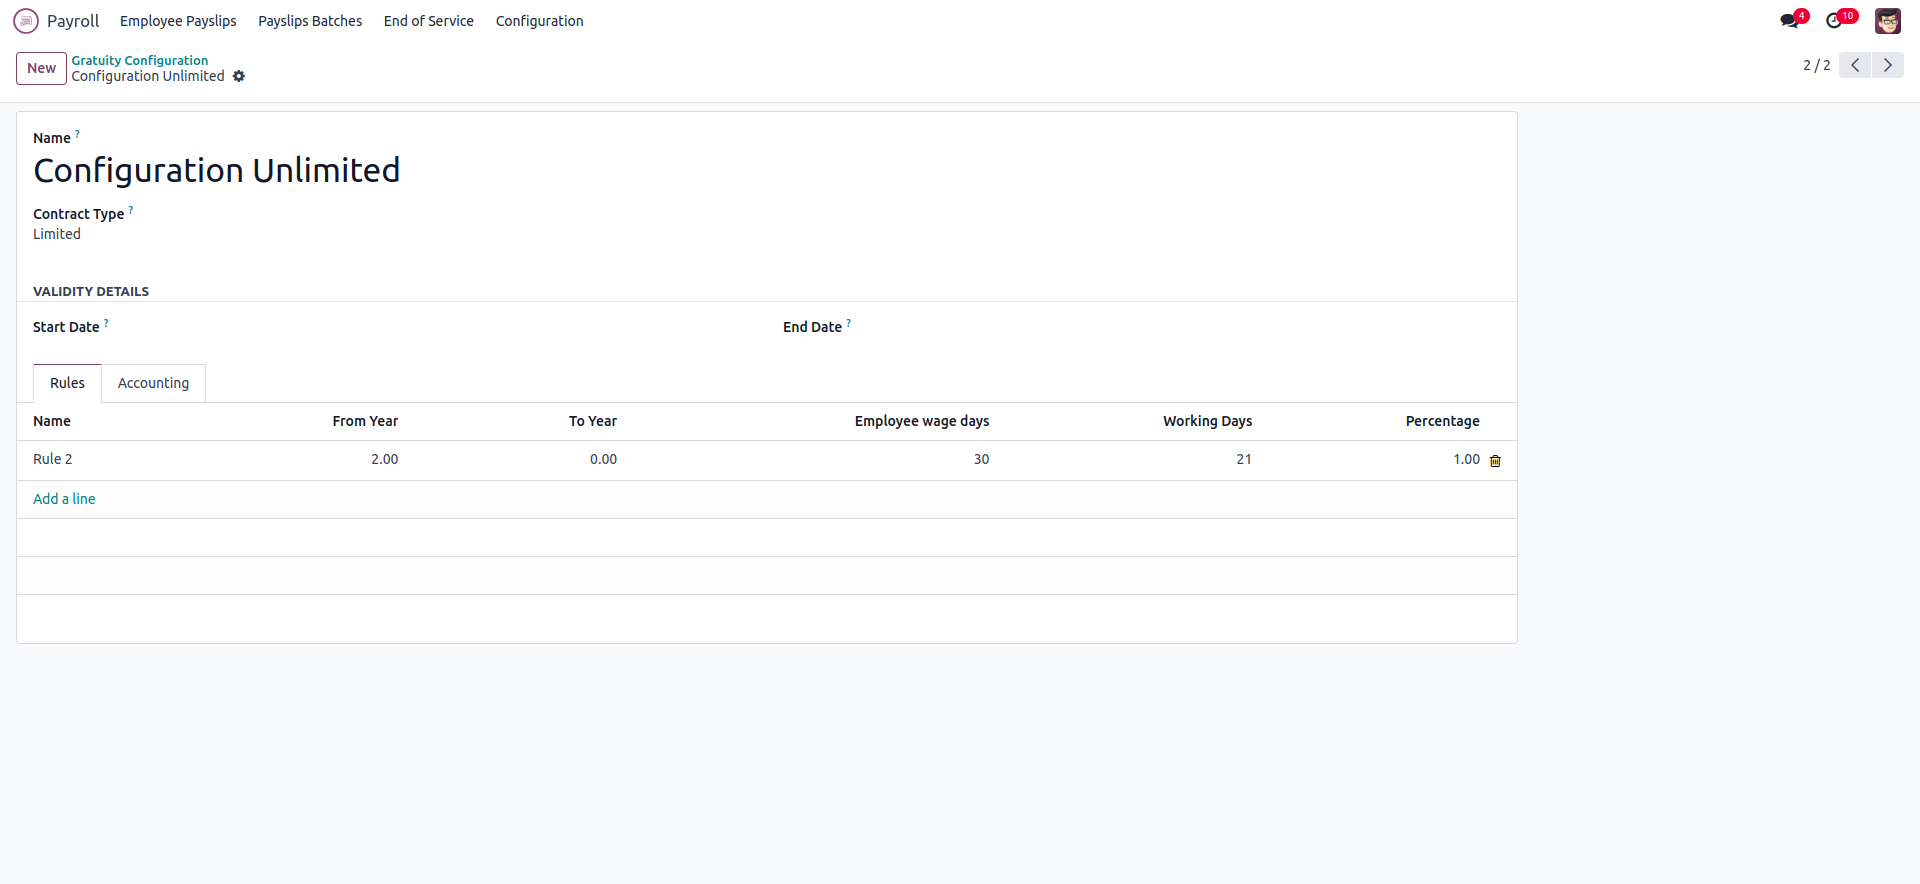 Payroll Employee Payslips Payslips Batches End of Service Configuration 4 10
New Gratuity Configuration
Configuration Unlimited 2 / 2
Name ?
Configuration Unlimited
Contract Type ?
Limited
VALIDITY DETAILS
Start Date ? End Date ?
Rules Accounting
Name From Year To Year Employee wage days Working Days Percentage
Rule 2 2.00 0.00 30 21 1.00
Add a line